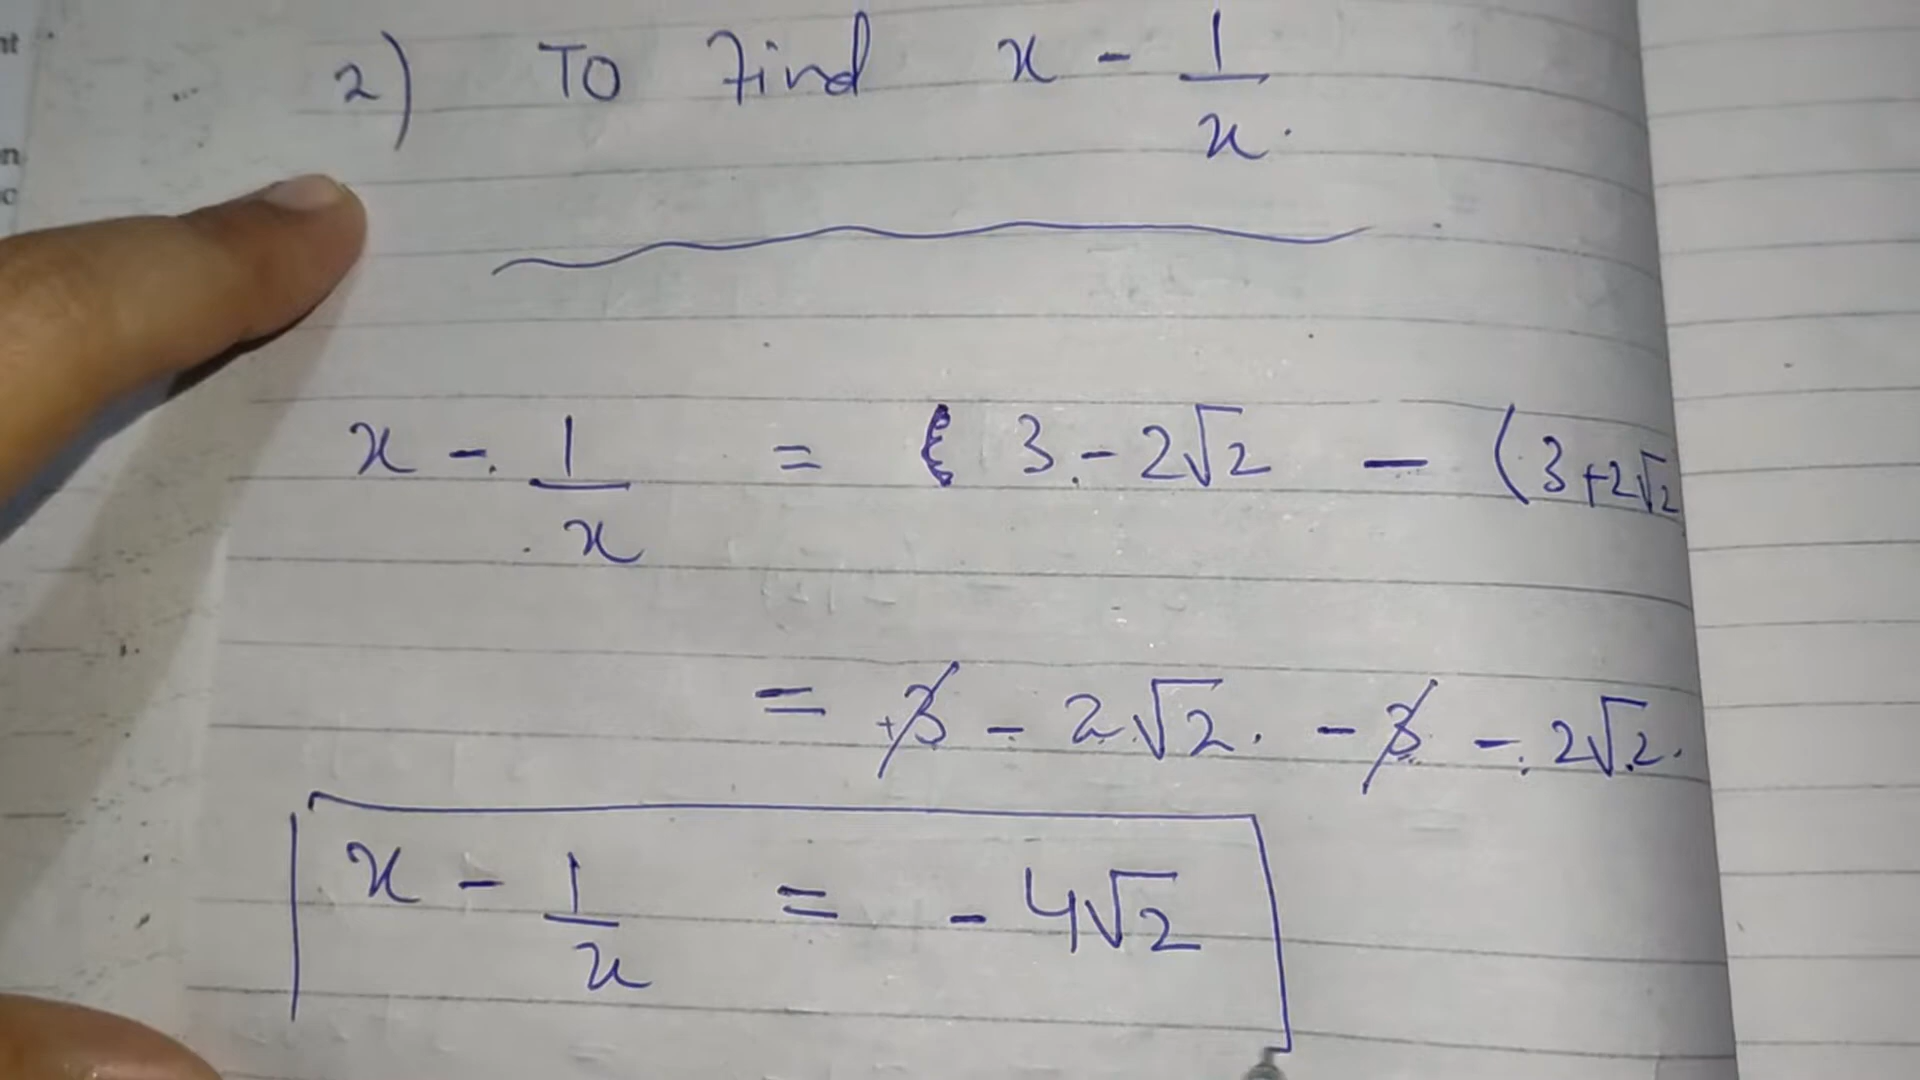 nt
n
c
2) To Find x - 1/x.
x - 1/x = ( 3 - 2√2 - (3+2√2
= +3 - 2√2 - 3 - 2√2
x - 1/x = - 4√2